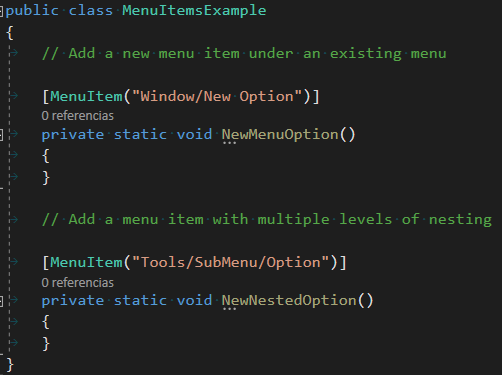 public class MenuItemsExample
{
// Add a new menu item under an existing menu
[MenuItem("Window/New Option")]
0 referencias
private static void NewMenuOption()
{
}
// Add a menu item with multiple levels of nesting
[MenuItem("Tools/SubMenu/Option")]
0 referencias
private static void NewNestedOption()
{
}
}